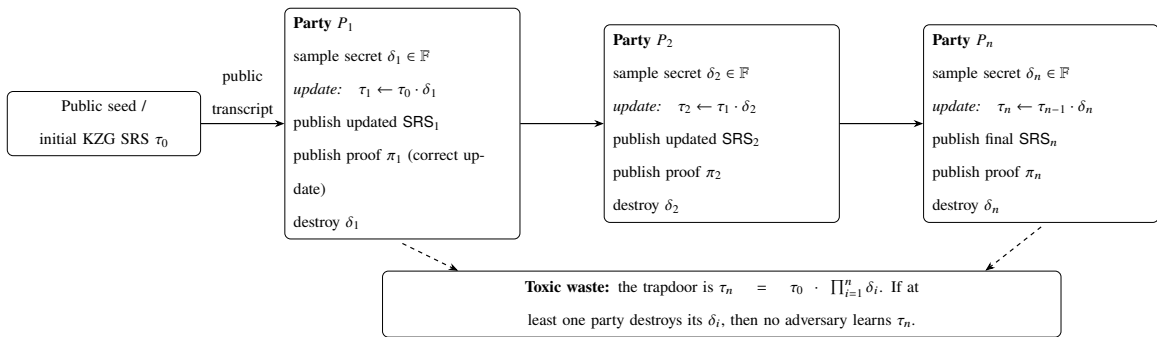 Public seed /
initial KZG SRS τ₀
public
transcript
Party P₁
sample secret δ₁ ∈ 𝔽
update: τ₁ ← τ₀ · δ₁
publish updated SRS₁
publish proof π₁ (correct up-
date)
destroy δ₁
Party P₂
sample secret δ₂ ∈ 𝔽
update: τ₂ ← τ₁ · δ₂
publish updated SRS₂
publish proof π₂
destroy δ₂
Party Pₙ
sample secret δₙ ∈ 𝔽
update: τₙ ← τₙ₋₁ · δₙ
publish final SRSₙ
publish proof πₙ
destroy δₙ
Toxic waste: the trapdoor is τₙ = τ₀ · ∏ⁿᵢ₌₁ δᵢ. If at
least one party destroys its δᵢ, then no adversary learns τₙ.